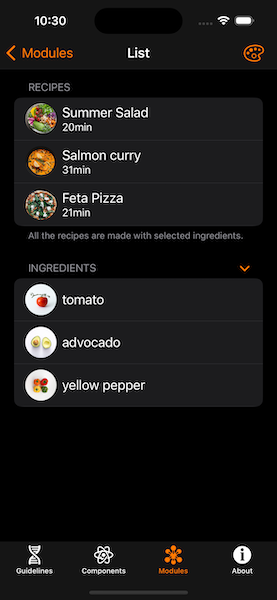 10:30
Modules
List
RECIPES
Summer Salad
20min
Salmon curry
31min
Feta Pizza
21min
All the recipes are made with selected ingredients.
INGREDIENTS
tomato
advocado
yellow pepper
Guidelines
Components
Modules
About